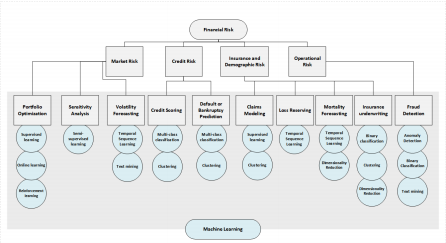 Financial Risk
Market Risk
Credit Risk
Insurance and
Demographic Risk
Operational
Risk
Portfolio
Optimisation
Sensitivity
Analysis
Volatility
Forecasting
Credit Scoring
Default or
Bankruptcy
Prediction
Claims
Modeling
Loss Reserving
Mortality
Forecasting
Insurance
underwriting
Fraud
Detection
Supervised
learning
Semi-
supervised
learning
Temporal
Sequence
Learning
Multi-class
classification
Multi-class
classification
Supervised
learning
Temporal
Sequence
Learning
Temporal
Sequence
Learning
Binary
classification
Anomaly
Detection
Online learning
Text mining
Clustering
Clustering
Clustering
Dimensionality
Reduction
Clustering
Binary
Classification
Reinforcement
learning
Dimensionality
Reduction
Text mining
Machine Learning